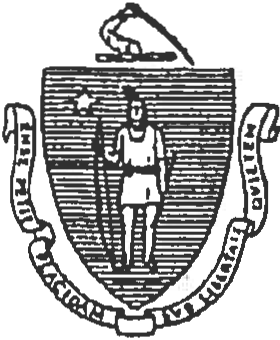 ENSE PETIT
PLACIDAM
SUB LIBERTATE
QUIETEM